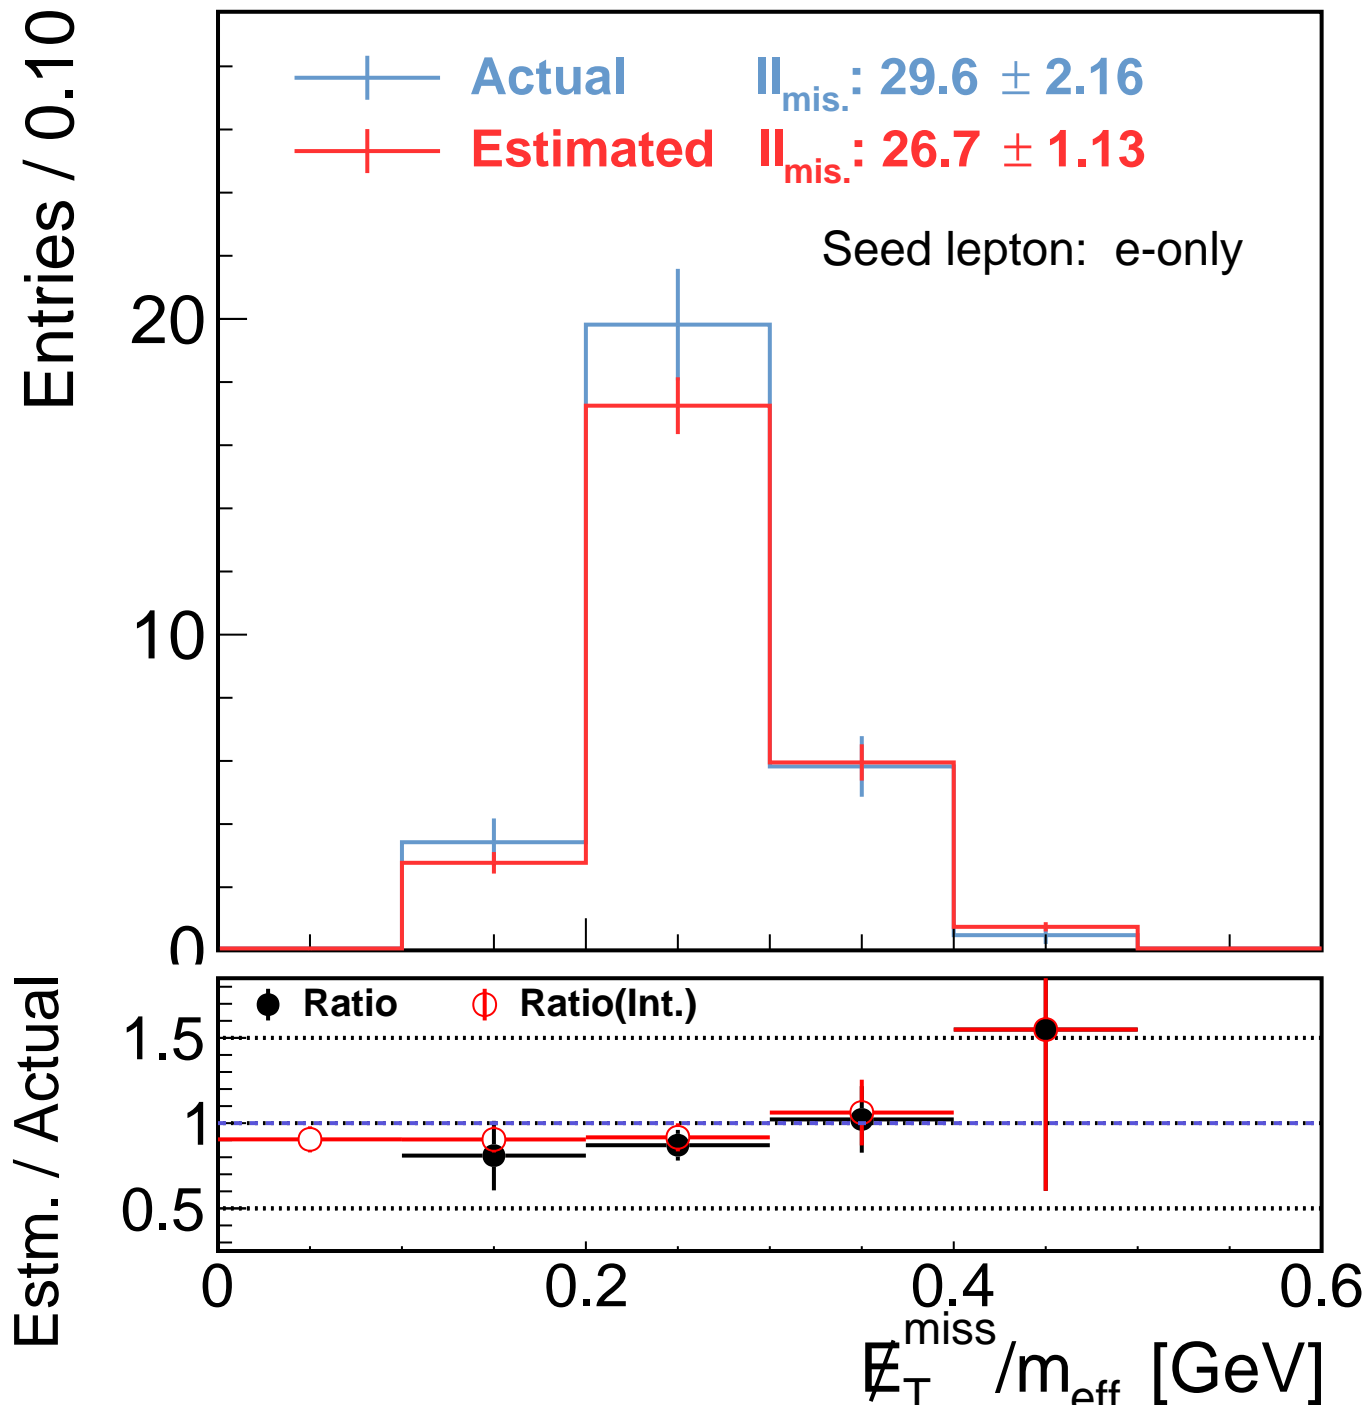 Entries / 0.10
Actual ll_mis.: 29.6 ± 2.16
Estimated ll_mis.: 26.7 ± 1.13
Seed lepton: e-only
20
10
0
Estm. / Actual
Ratio Ratio(Int.)
1.5
1
0.5
0 0.2 0.4 0.6
E̸_T^miss/m_eff [GeV]